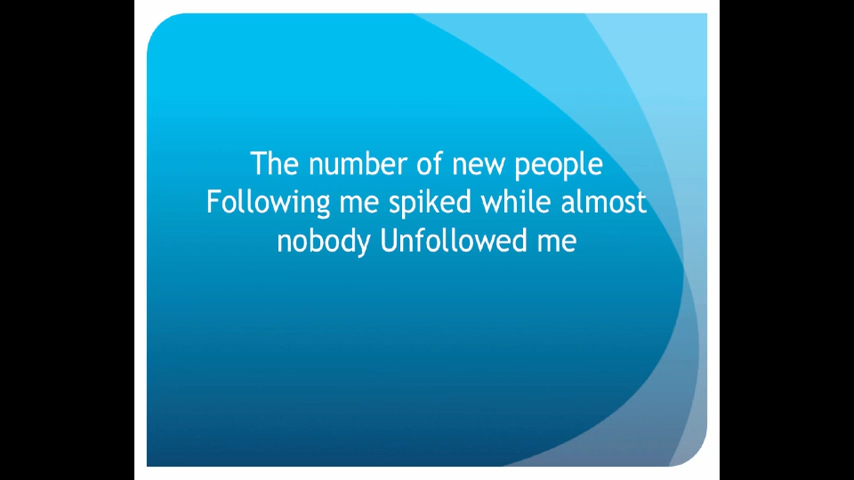 The number of new people
Following me spiked while almost
nobody Unfollowed me